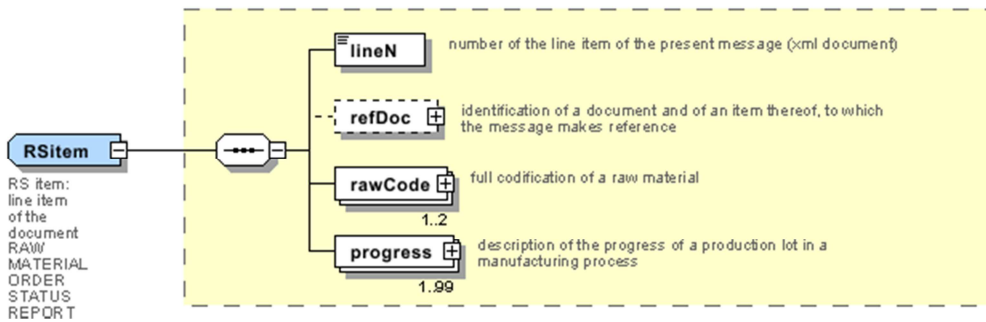 lineN
number of the line item of the present message (xml document)
refDoc
identification of a document and of an item thereof, to which
the message makes reference
RSitem
RS item:
line item
of the
document
RAW
MATERIAL
ORDER
STATUS
REPORT
rawCode
full codification of a raw material
1..2
progress
description of the progress of a production lot in a
manufacturing process
1..99